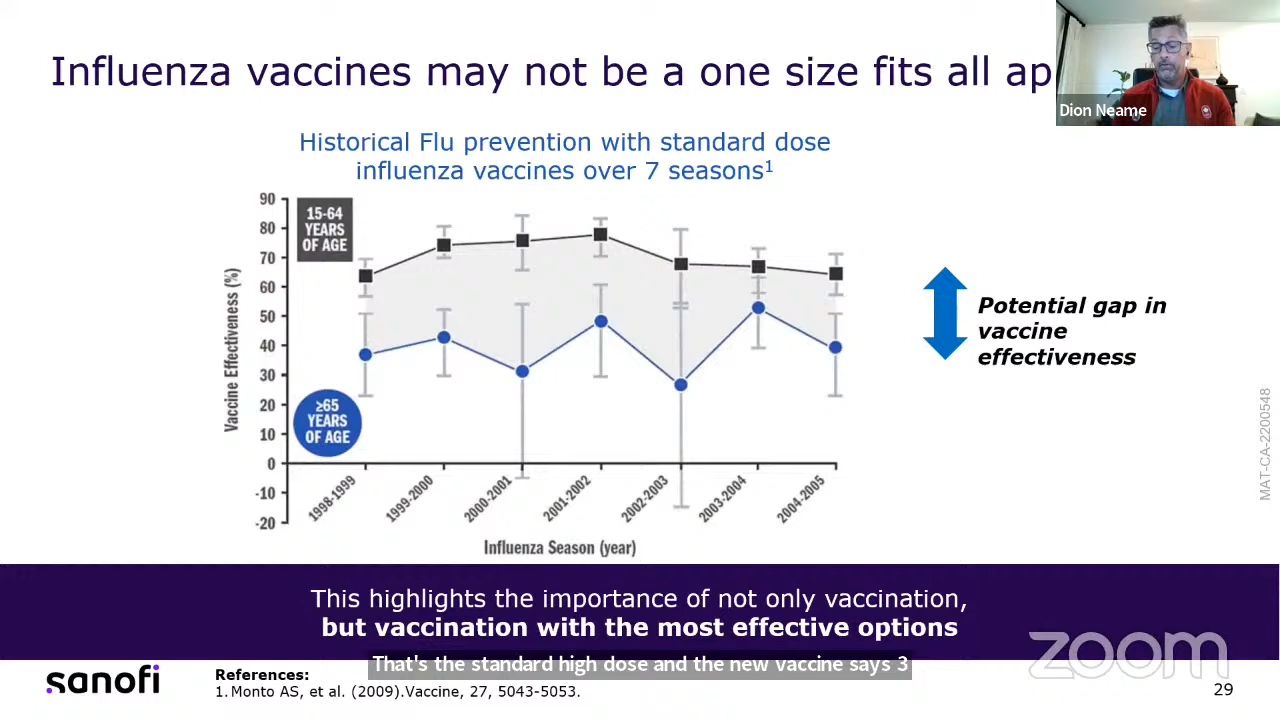 Influenza vaccines may not be a one size fits all ap
Dion Neame
Historical Flu prevention with standard dose
influenza vaccines over 7 seasons1
90
80
70
60
50
40
30
20
10
0
-10
-20
Vaccine Effectiveness (%)
15-64
YEARS
OF AGE
≥65
YEARS
OF AGE
1998-1999
1999-2000
2000-2001
2001-2002
2002-2003
2003-2004
2004-2005
Influenza Season (year)
Potential gap in
vaccine
effectiveness
MAT-CA-2200548
This highlights the importance of not only vaccination,
but vaccination with the most effective options
zoom
That's the standard high dose and the new vaccine says 3
sanofi
References:
1. Monto AS, et al. (2009).Vaccine, 27, 5043-5053.
29